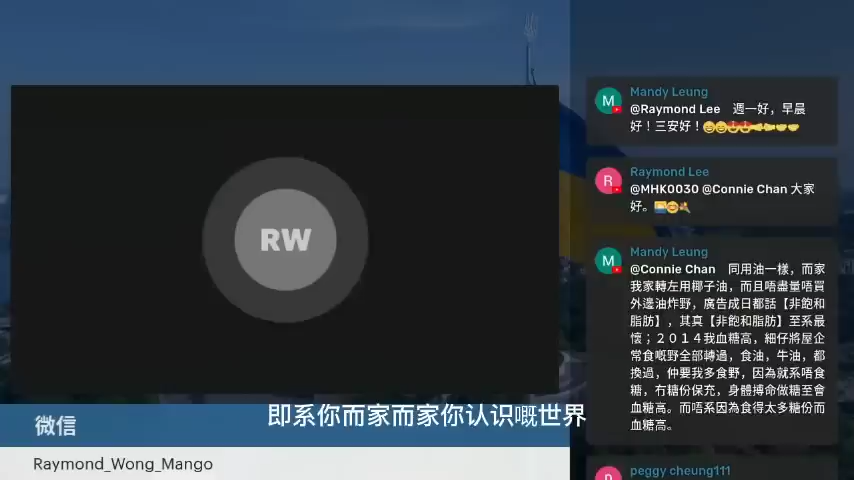 RW
即系你而家而家你认识嘅世界
微信
Raymond_Wong_Mango
Mandy Leung
@Raymond Lee 週一好，早晨
好！三安好！😄😄
Raymond Lee
@MHK0030 @Connie Chan 大家
好。
Mandy Leung
@Connie Chan 同用油一樣，而家
我家轉左用椰子油，而且唔盡量唔買
外邊油炸野，廣告成日都話【非飽和
脂肪】，其真【非飽和脂肪】至系最
懷；２０１４我血糖高，細仔將屋企
常食嘅野全部轉過，食油，牛油，都
換過，仲要我多食野，因為就系唔食
糖，冇糖份保充，身體搏命做糖至會
血糖高。而唔系因為食得太多糖份而
血糖高。
peggy cheung111